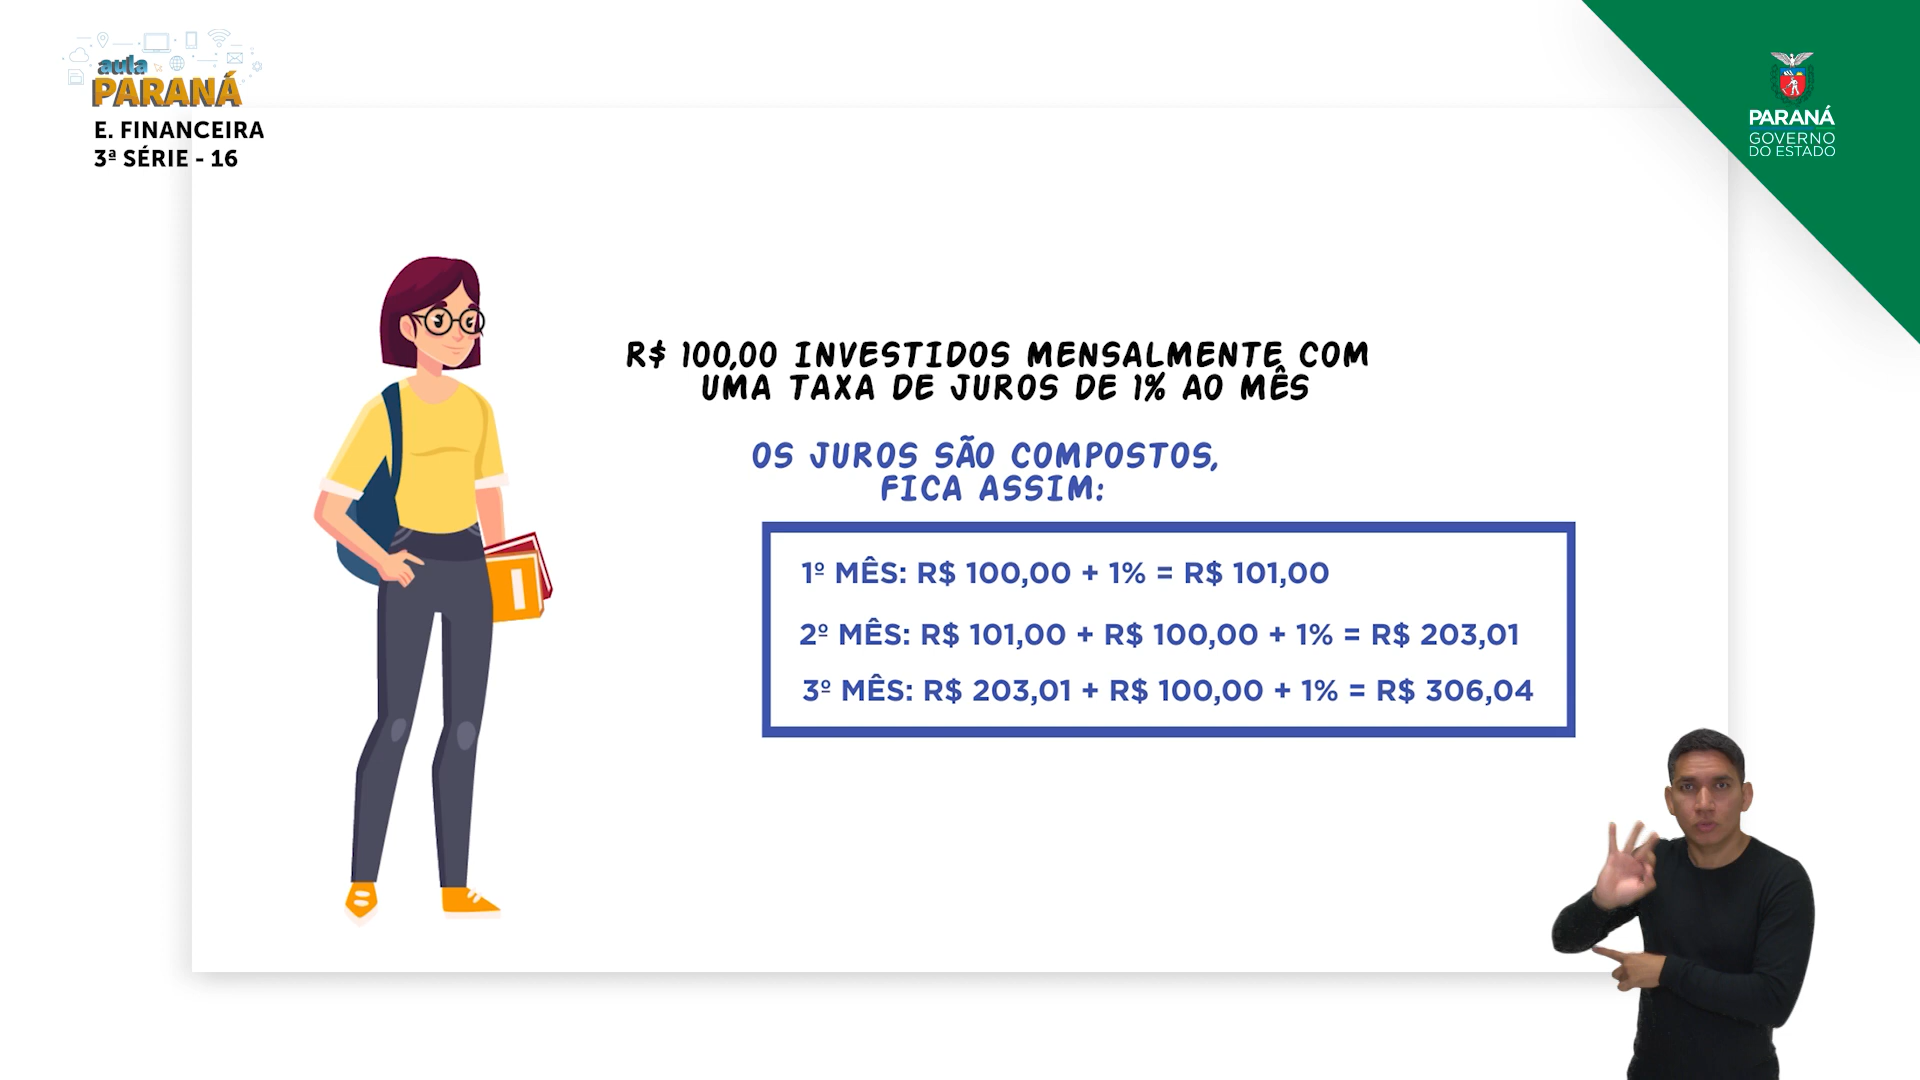 aula
PARANÁ
E. FINANCEIRA
3ª SÉRIE - 16
PARANÁ
GOVERNO
DO ESTADO
R$ 100,00 INVESTIDOS MENSALMENTE COM
UMA TAXA DE JUROS DE 1% AO MÊS
OS JUROS SÃO COMPOSTOS,
FICA ASSIM:
1º MÊS: R$ 100,00 + 1% = R$ 101,00
2º MÊS: R$ 101,00 + R$ 100,00 + 1% = R$ 203,01
3º MÊS: R$ 203,01 + R$ 100,00 + 1% = R$ 306,04